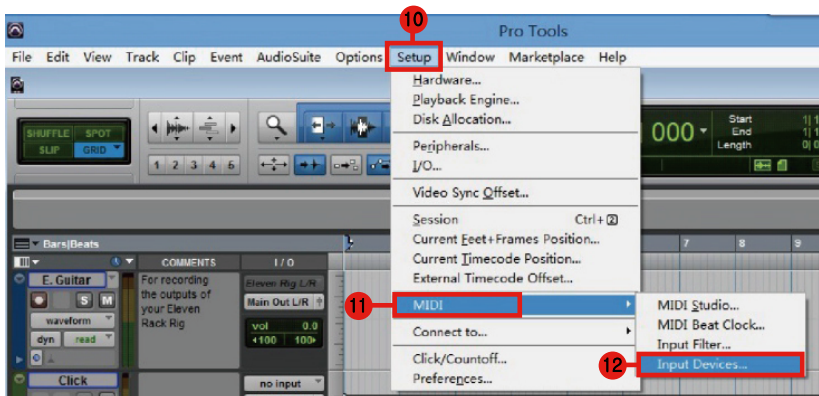 10
Pro Tools
File Edit View Track Clip Event AudioSuite Options Setup Window Marketplace Help
Hardware...
Playback Engine...
Disk Allocation...
Peripherals...
I/O...
Video Sync Offset...
Session Ctrl+2
Current Feet+Frames Position...
Current Timecode Position...
External Timecode Offset...
11 MIDI
Connect to...
Click/Countoff...
Preferences...
MIDI Studio...
MIDI Beat Clock...
Input Filter...
12 Input Devices...
SHUFFLE SPOT
SLIP GRID
1 2 3 4 5
000
Start
End
Length
Bars|Beats
7 8 9
COMMENTS I / O
E. Guitar
S M
waveform
dyn read
For recording
the outputs of
your Eleven
Rack Rig
Eleven Rig L/R
Main Out L/R
vol 0.0
100 100
Click
no input